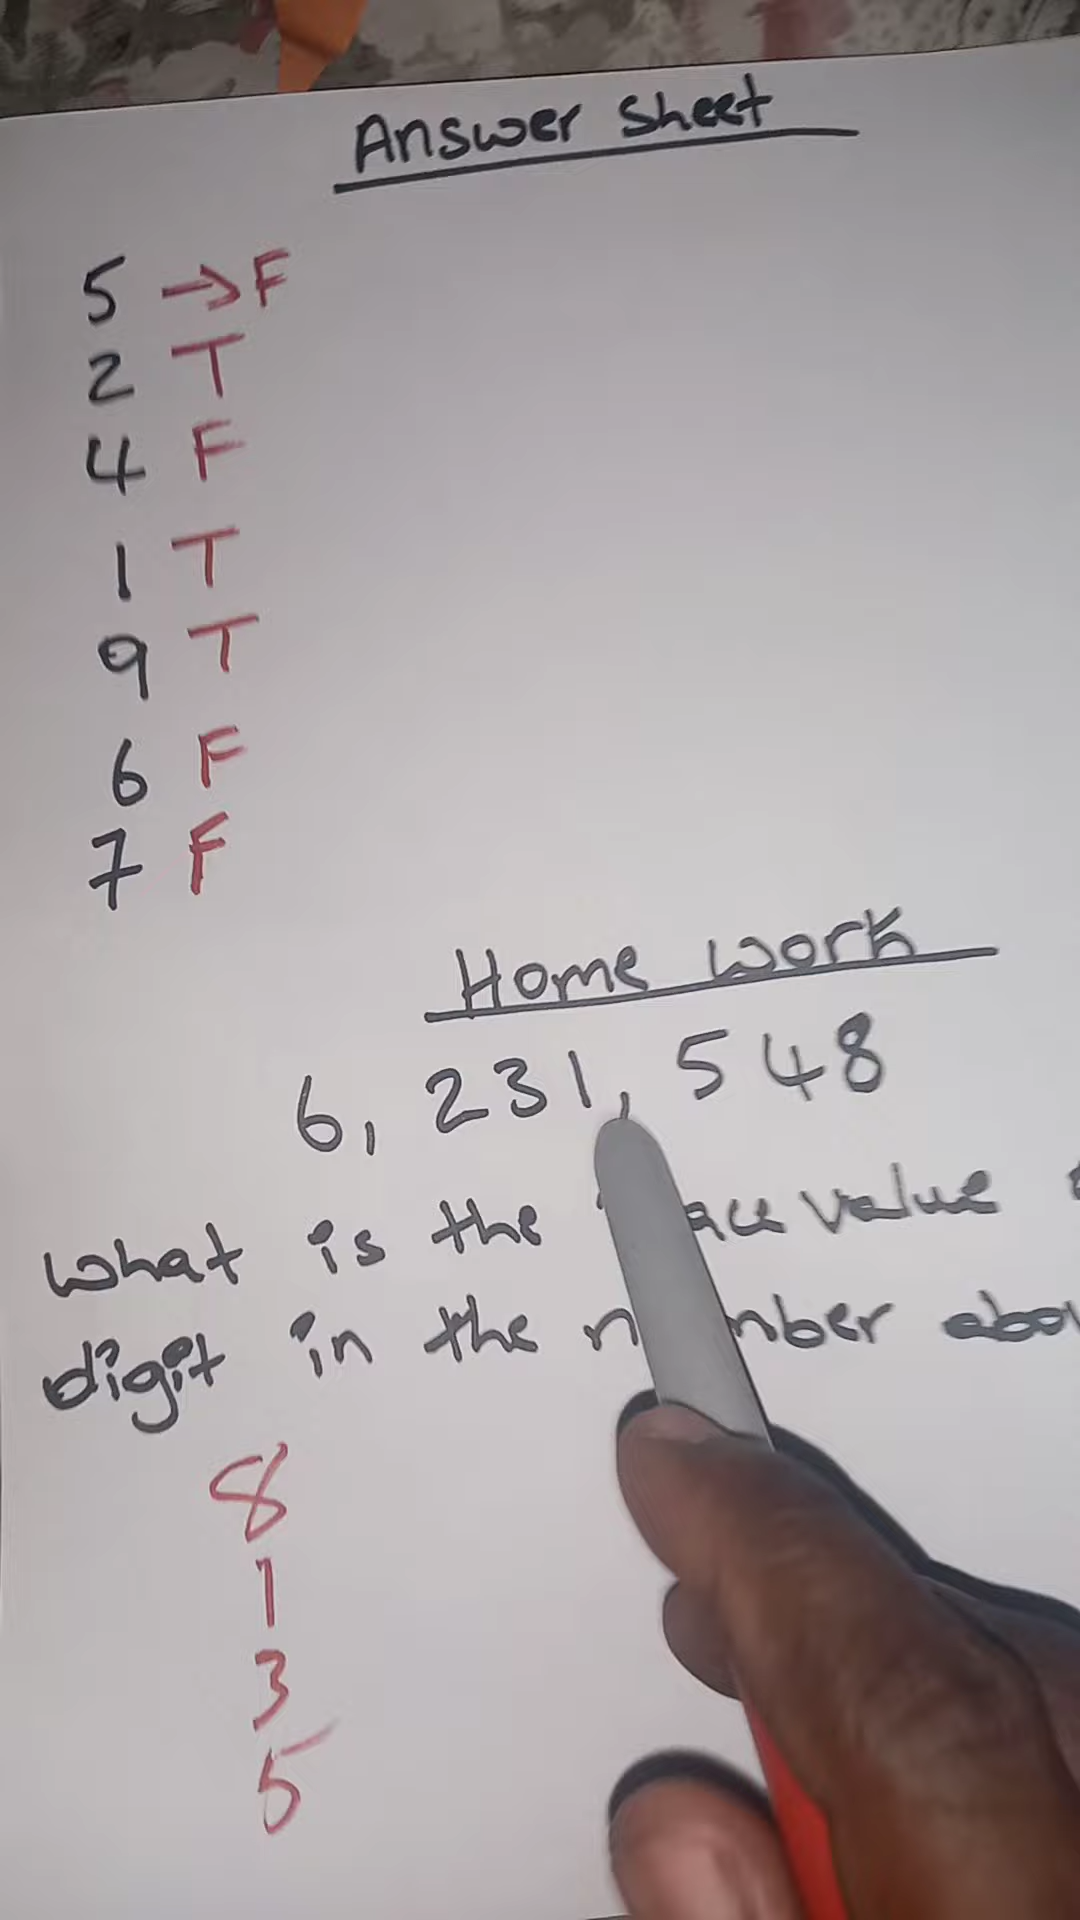 Answer Sheet
5 → F
2 T
4 F
1 T
9 T
6 F
7 F
Home work
6, 231, 548
What is the value
digit in the
8
1
3
5